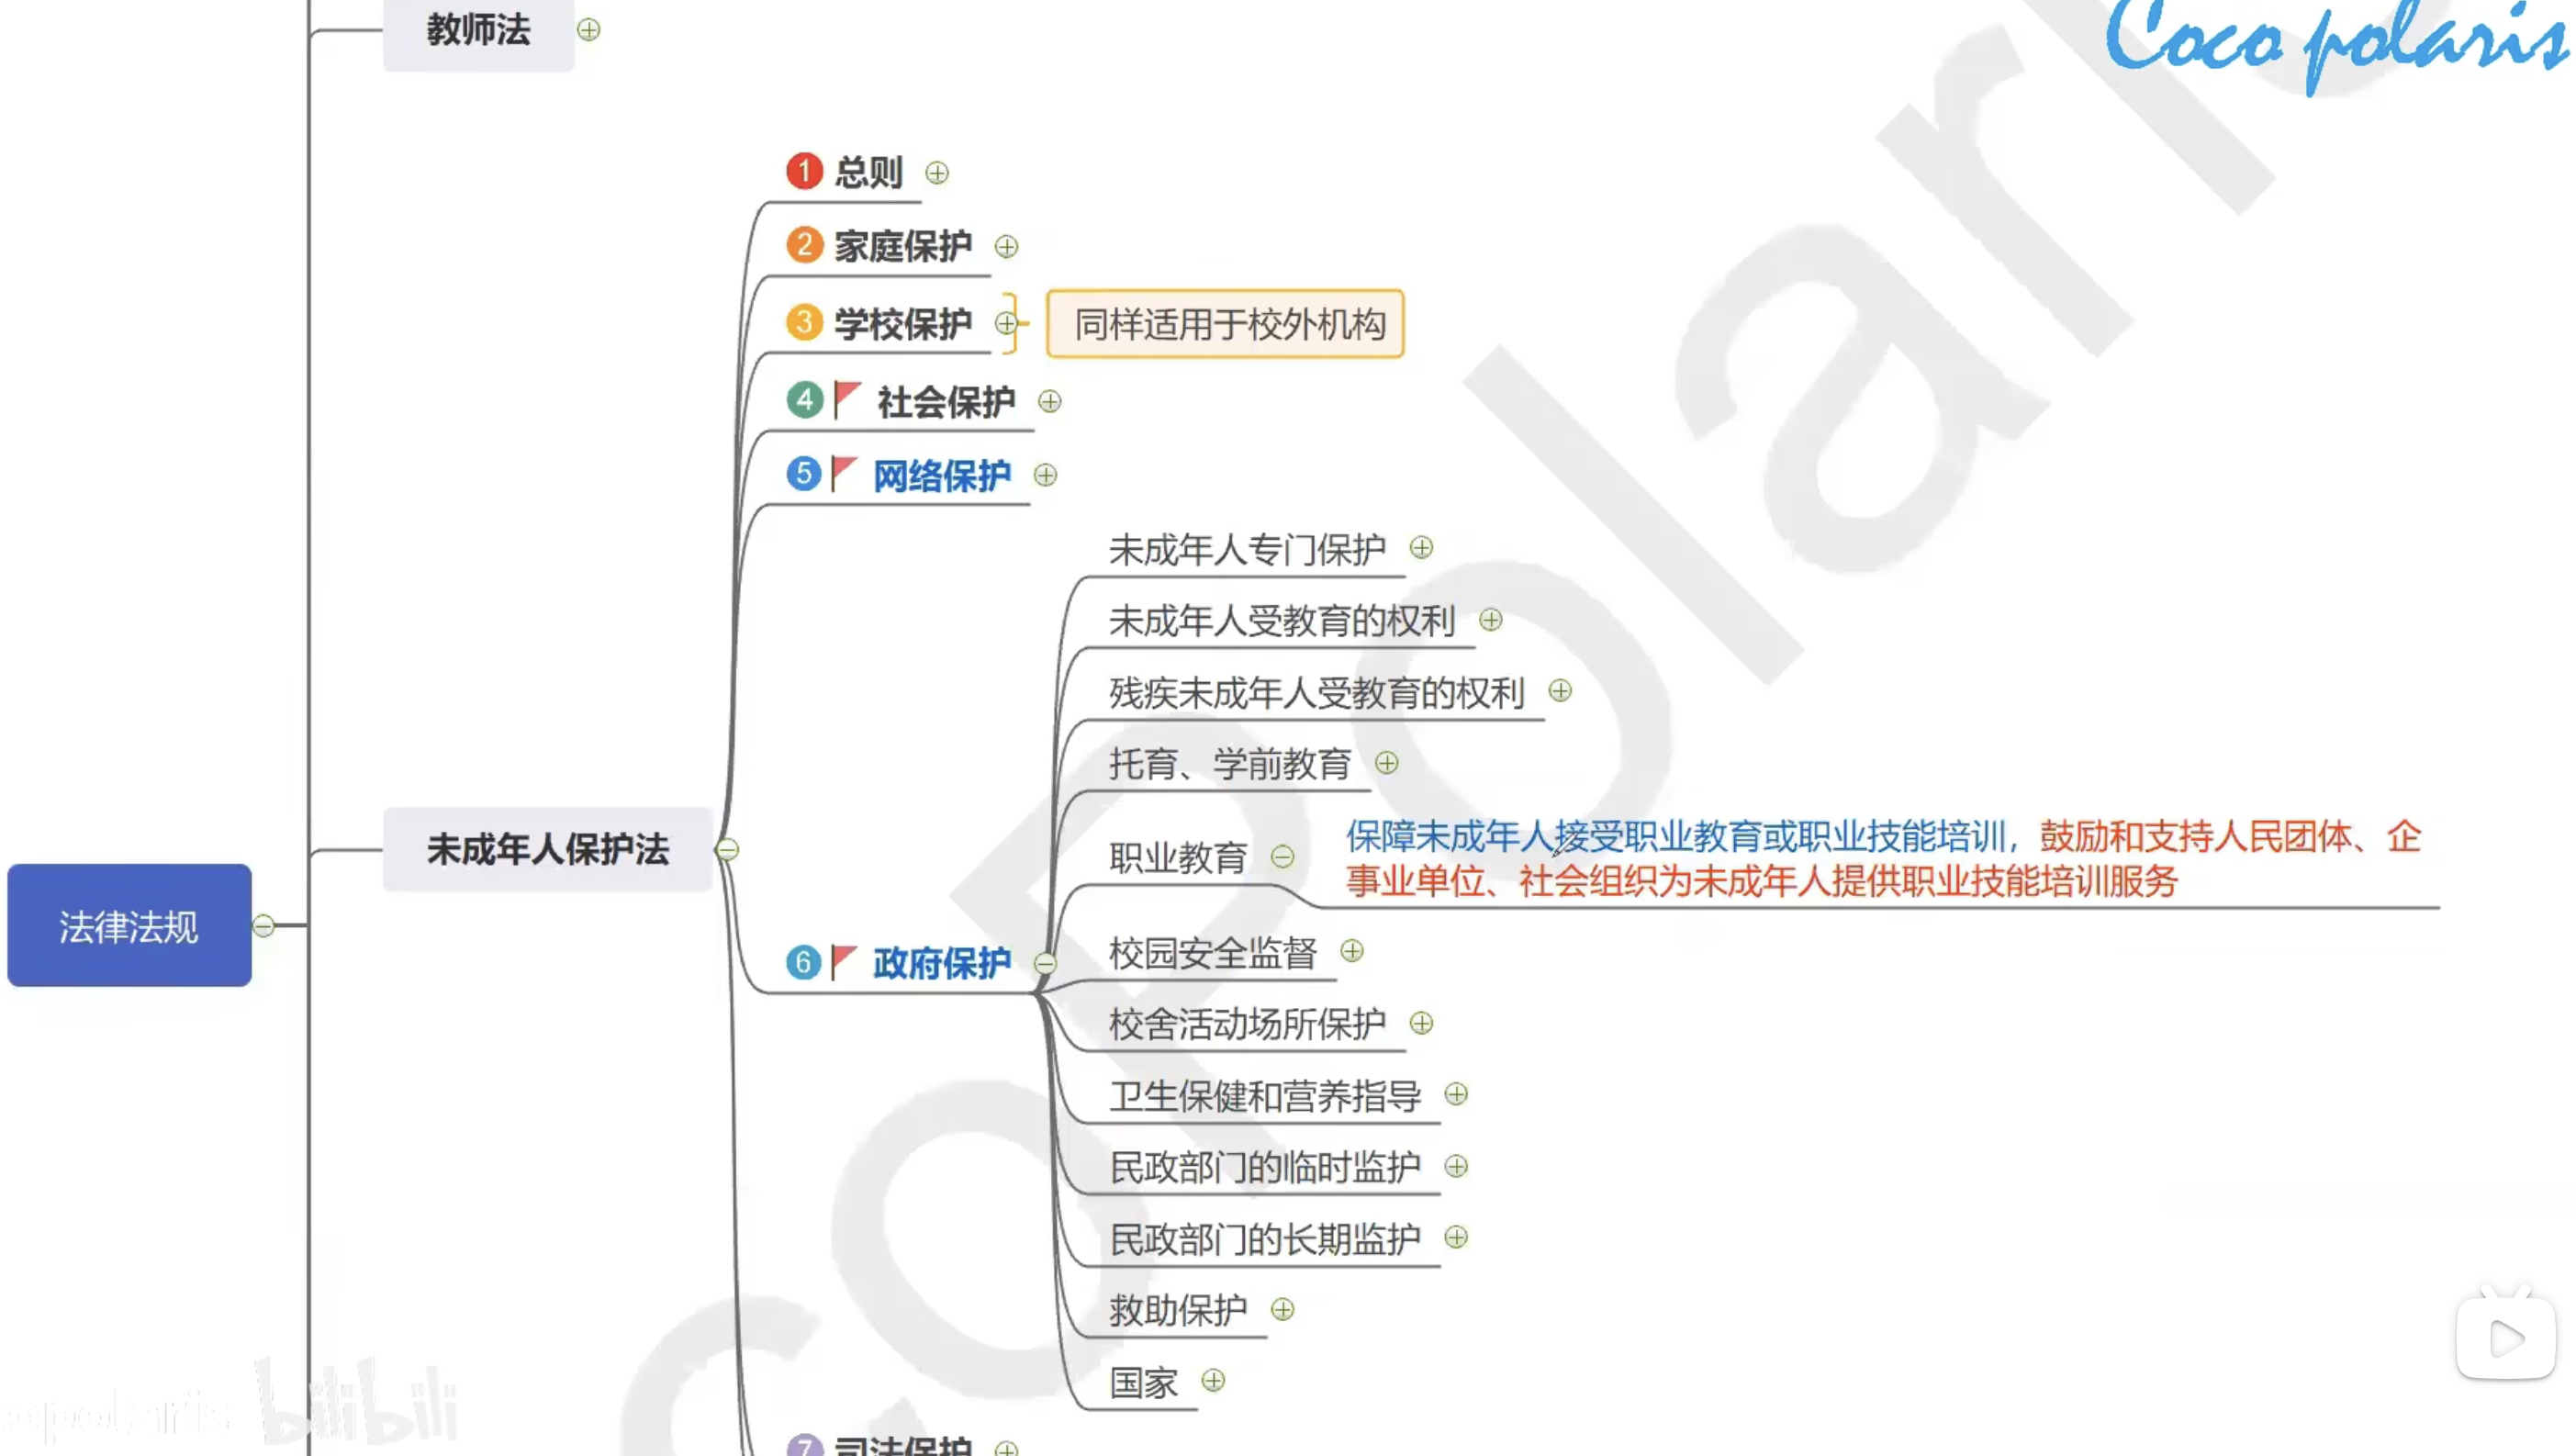 教师法
Coco polaris
1 总则
2 家庭保护
3 学校保护
同样适用于校外机构
4 社会保护
5 网络保护
未成年人专门保护
未成年人受教育的权利
残疾未成年人受教育的权利
托育、学前教育
未成年人保护法
职业教育
保障未成年人接受职业教育或职业技能培训，鼓励和支持人民团体、企
事业单位、社会组织为未成年人提供职业技能培训服务
法律法规
6 政府保护
校园安全监督
校舍活动场所保护
卫生保健和营养指导
民政部门的临时监护
民政部门的长期监护
救助保护
国家
7 司法保护
bilibili